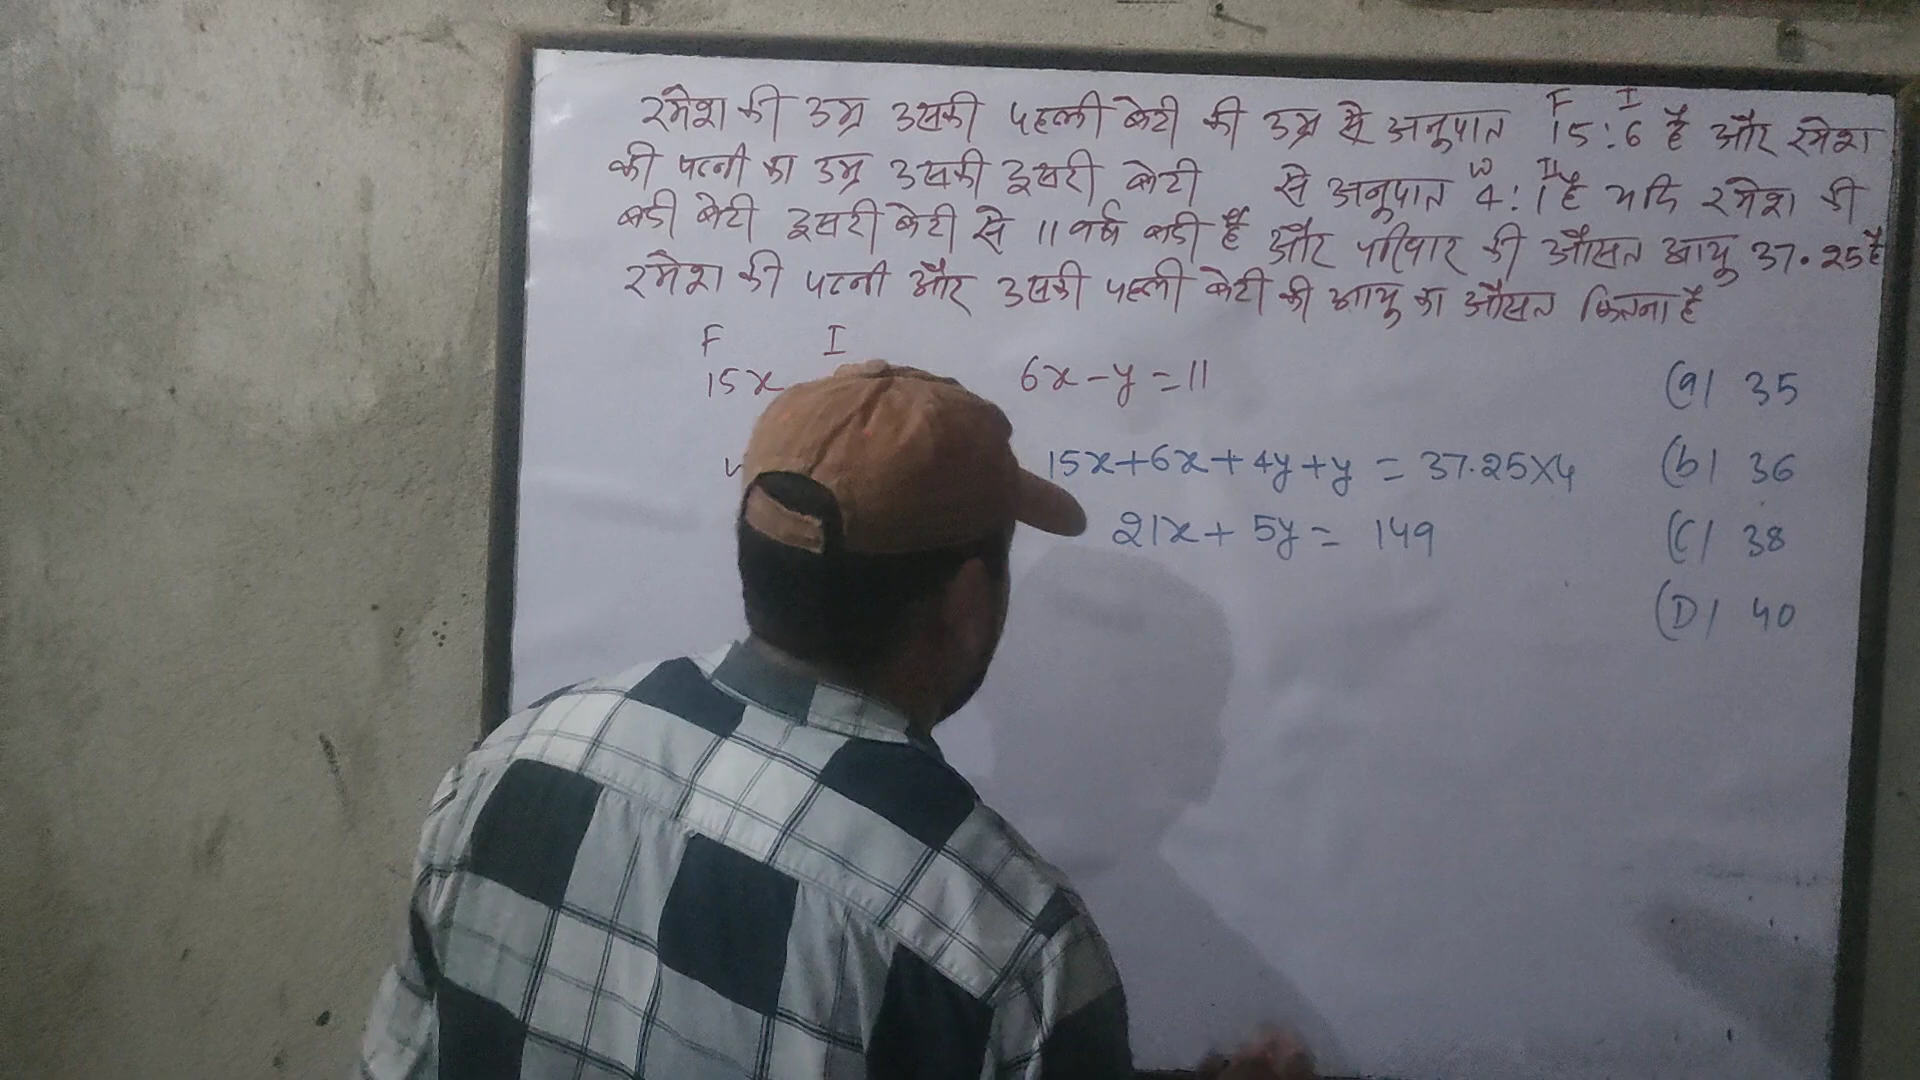 F I
रमेश की उम्र उसकी पहली बेटी की उम्र से अनुपात 15:6 है और रमेश
की पत्नी का उम्र उसकी दुसरी बेटी से अनुपात W 4: II 1 है यदि रमेश की
बडी बेटी दुसरी बेटी से 11 वर्ष बडी है और परिवार की औसत आयु 37.25 है
रमेश की पत्नी और उसकी पहली बेटी की आयु का औसत कितना है
F I
15x 6x-y=11 (a) 35
15x+6x+4y+y = 37.25×4 (b) 36
21x+5y= 149 (C) 38
(D) 40